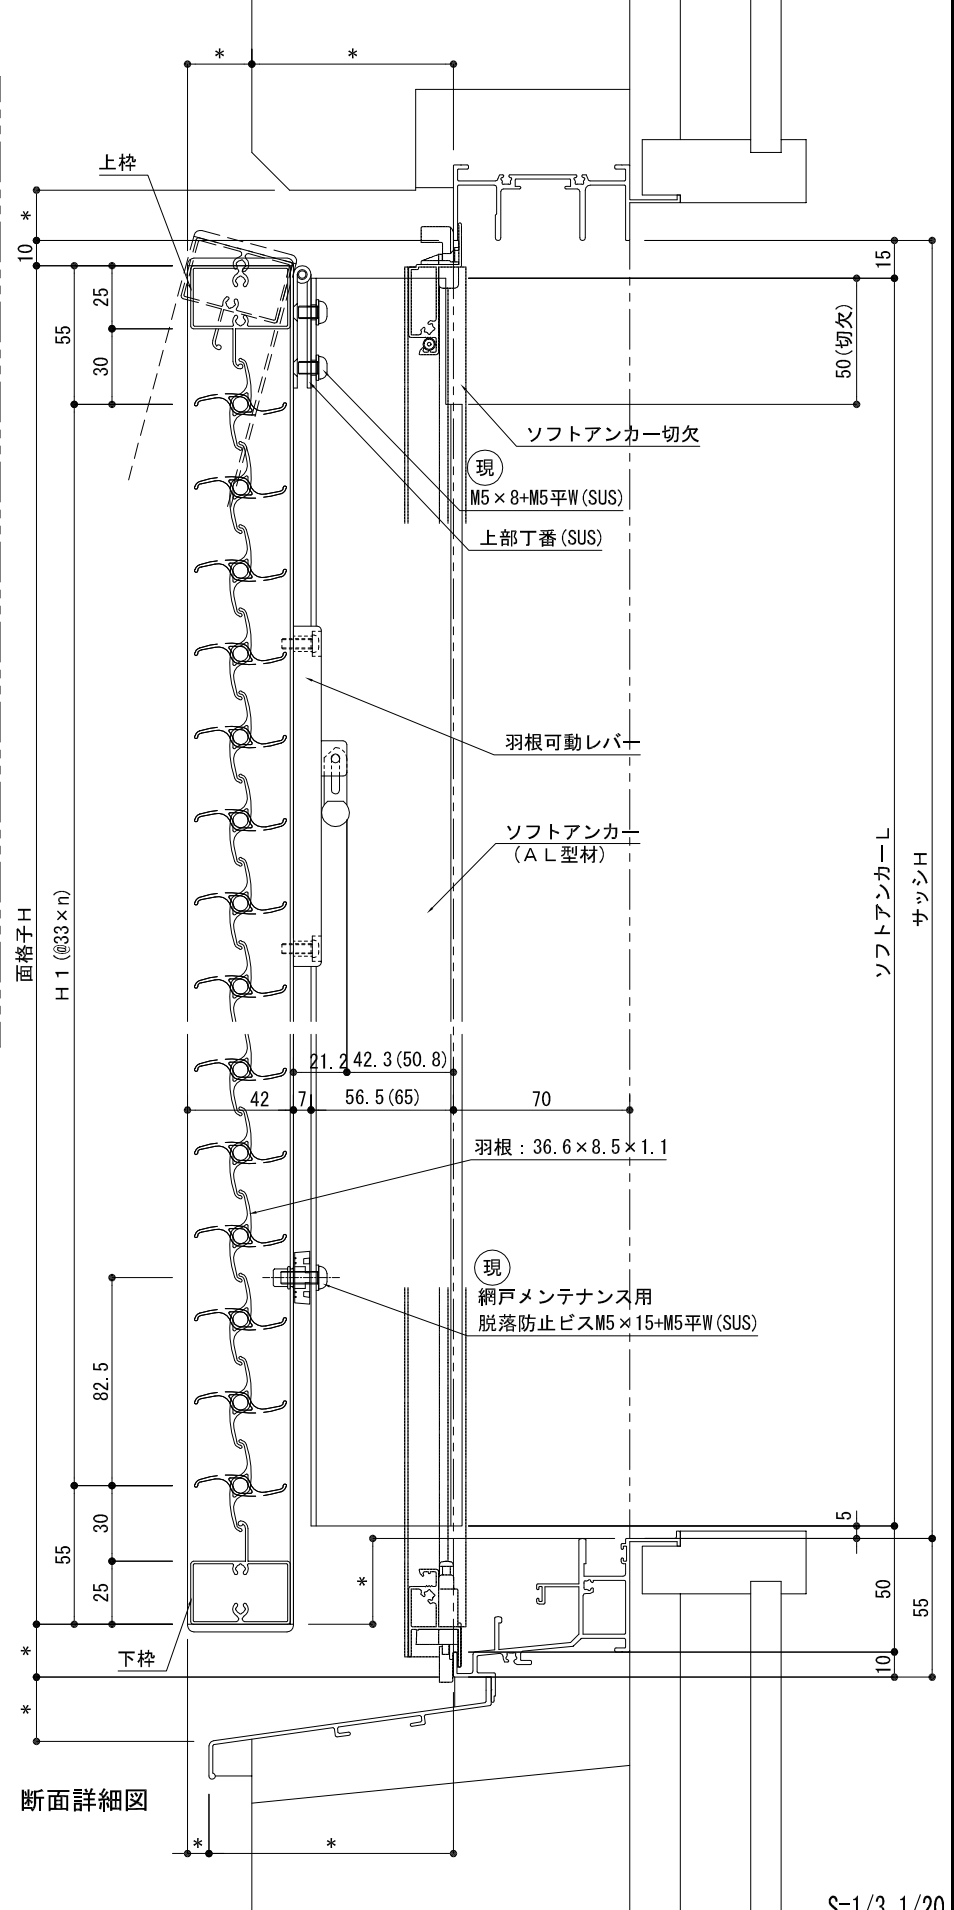 *
*
上枠
*
10
25
55
30
15
50(切欠)
ソフトアンカー切欠
現
M5×8+M5平W(SUS)
上部丁番(SUS)
羽根可動レバー
ソフトアンカー
(AL型材)
面格子H
H1(@33×n)
ソフトアンカーL
サッシH
21.2
42.3(50.8)
42
7
56.5(65)
70
羽根:36.6×8.5×1.1
現
網戸メンテナンス用
脱落防止ビスM5×15+M5平W(SUS)
82.5
30
55
25
*
5
50
55
10
*
下枠
*
断面詳細図
*
*
S=1/3,1/20